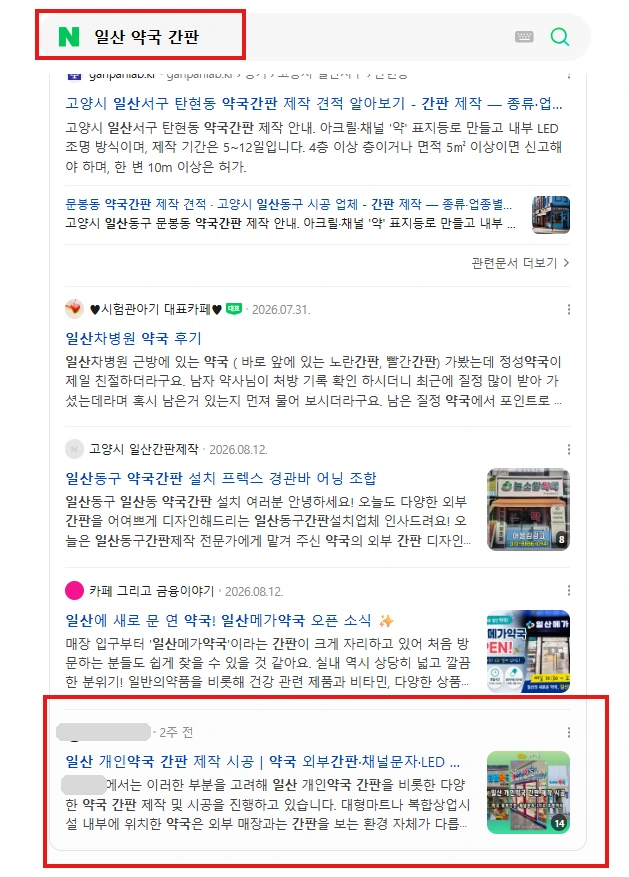 N 일산 약국 간판
고양시 일산서구 탄현동 약국간판 제작 견적 알아보기 - 간판 제작 — 종류·업...
고양시 일산서구 탄현동 약국간판 제작 안내. 아크릴·채널 '약' 표지등로 만들고 내부 LED
조명 방식이며, 제작 기간은 5~12일입니다. 4층 이상 층이거나 면적 5㎡ 이상이면 신고해
야 하며, 한 변 10m 이상은 허가.
문봉동 약국간판 제작 견적 · 고양시 일산동구 시공 업체 - 간판 제작 — 종류·업종별...
고양시 일산동구 문봉동 약국간판 제작 안내. 아크릴·채널 '약' 표지등로 만들고 내부 ...
관련문서 더보기 >
♥시험관아기 대표카페♥ 대표 · 2026.07.31.
일산차병원 약국 후기
일산차병원 근방에 있는 약국 ( 바로 앞에 있는 노란간판, 빨간간판) 가봤는데 정성약국이
제일 친절하더라구요. 남자 약사님이 처방 기록 확인 하시더니 최근에 질정 많이 받아 가
셨는데라며 혹시 남은거 있는지 먼저 물어 보시더라구요. 남은 질정 약국에서 포인트로 ...
고양시 일산간판제작 · 2026.08.12.
일산동구 약국간판 설치 프렉스 경관바 어닝 조합
일산동구 일산동 약국간판 설치 여러분 안녕하세요! 오늘도 다양한 외부
간판을 어여쁘게 디자인해드리는 일산동구간판설치업체 인사드려요! 오
늘은 일산동구간판제작 전문가에게 맡겨 주신 약국의 외부 간판 디자인...
8
카페 그리고 금융이야기 · 2026.08.12.
일산에 새로 문 연 약국! 일산메가약국 오픈 소식 ✨
매장 입구부터 '일산메가약국'이라는 간판이 크게 자리하고 있어 처음 방
문하는 분들도 쉽게 찾을 수 있을 것 같아요. 실내 역시 상당히 넓고 깔끔
한 분위기! 일반의약품을 비롯해 건강 관련 제품과 비타민, 다양한 상품...
2주 전
일산 개인약국 간판 제작 시공 | 약국 외부간판·채널문자·LED ...
에서는 이러한 부분을 고려해 일산 개인약국 간판을 비롯한 다양
한 약국 간판 제작 및 시공을 진행하고 있습니다. 대형마트나 복합상업시
설 내부에 위치한 약국은 외부 매장과는 간판을 보는 환경 자체가 다릅...
14